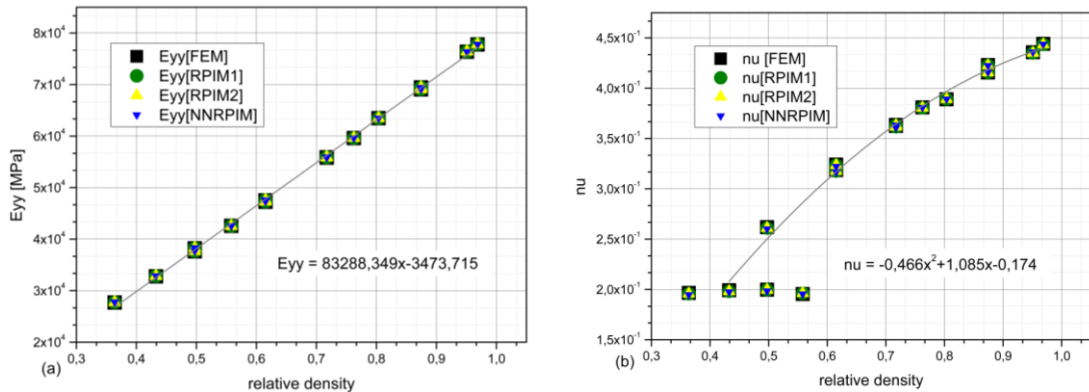 8x10⁴
7x10⁴
6x10⁴
5x10⁴
4x10⁴
3x10⁴
2x10⁴
Eyy [MPa]
Eyy[FEM]
Eyy[RPIM1]
Eyy[RPIM2]
Eyy[NNRPIM]
Eyy = 83288,349x-3473,715
(a)
0,3 0,4 0,5 0,6 0,7 0,8 0,9 1,0
relative density
4,5x10⁻¹
4,0x10⁻¹
3,5x10⁻¹
3,0x10⁻¹
2,5x10⁻¹
2,0x10⁻¹
1,5x10⁻¹
nu
nu [FEM]
nu[RPIM1]
nu[RPIM2]
nu[NNRPIM]
nu = -0,466x²+1,085x-0,174
(b)
0,3 0,4 0,5 0,6 0,7 0,8 0,9 1,0
relative density